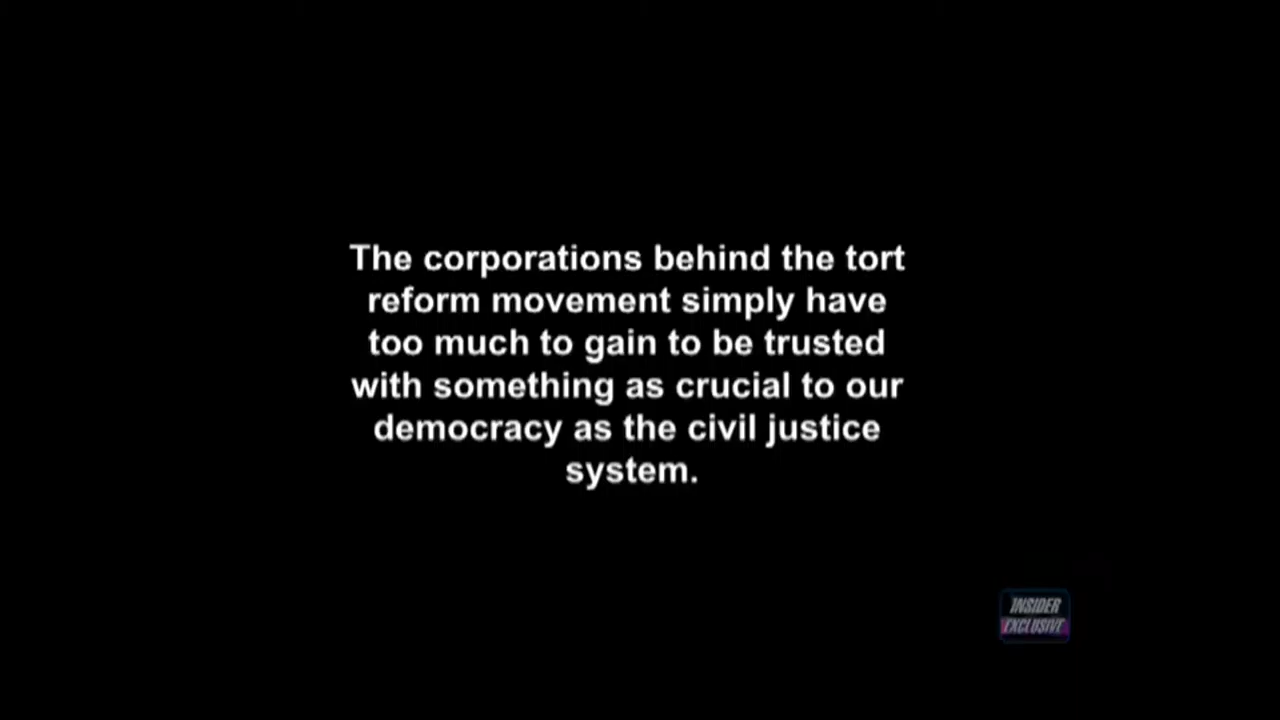 The corporations behind the tort
reform movement simply have
too much to gain to be trusted
with something as crucial to our
democracy as the civil justice
system.
INSIDER
EXCLUSIVE